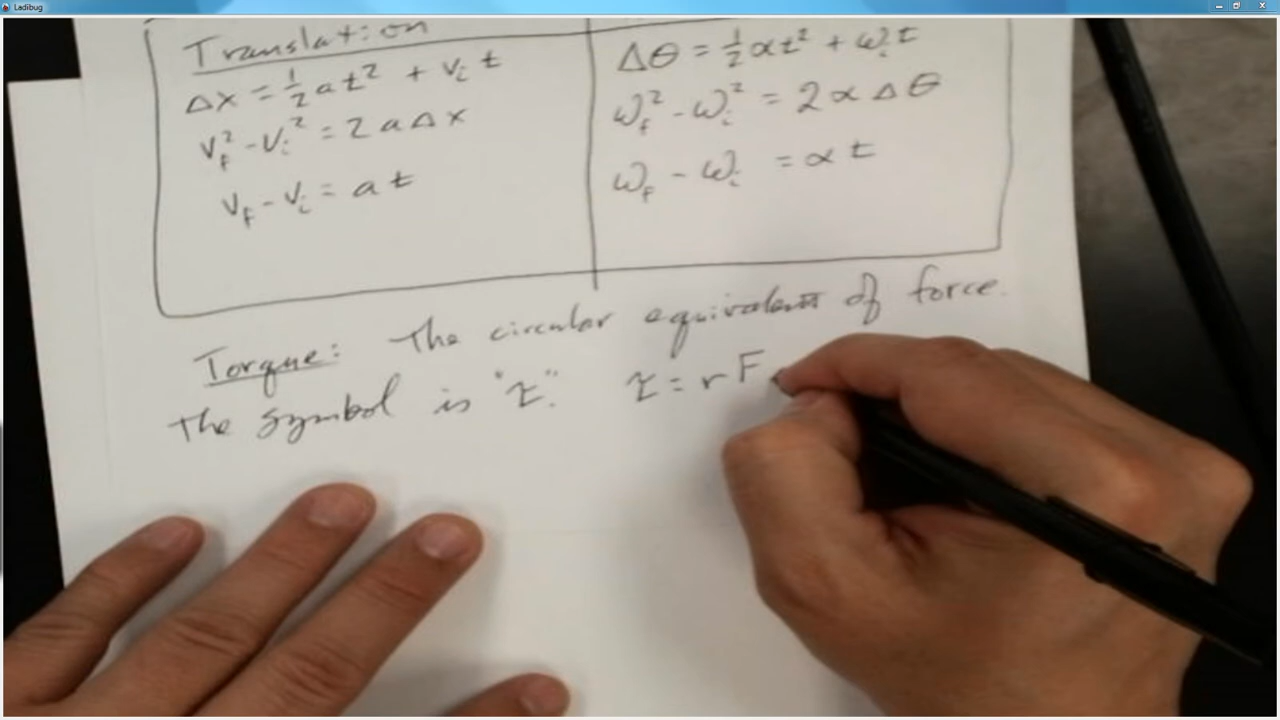 Ladibug
Translation
Δx = ½at² + vᵢt
v_f² - vᵢ² = 2aΔx
v_f - vᵢ = at
Δθ = ½αt² + ωᵢt
ω_f² - ωᵢ² = 2αΔθ
ω_f - ωᵢ = αt
Torque: The circular equivalent of force.
The symbol is "τ". τ = rF